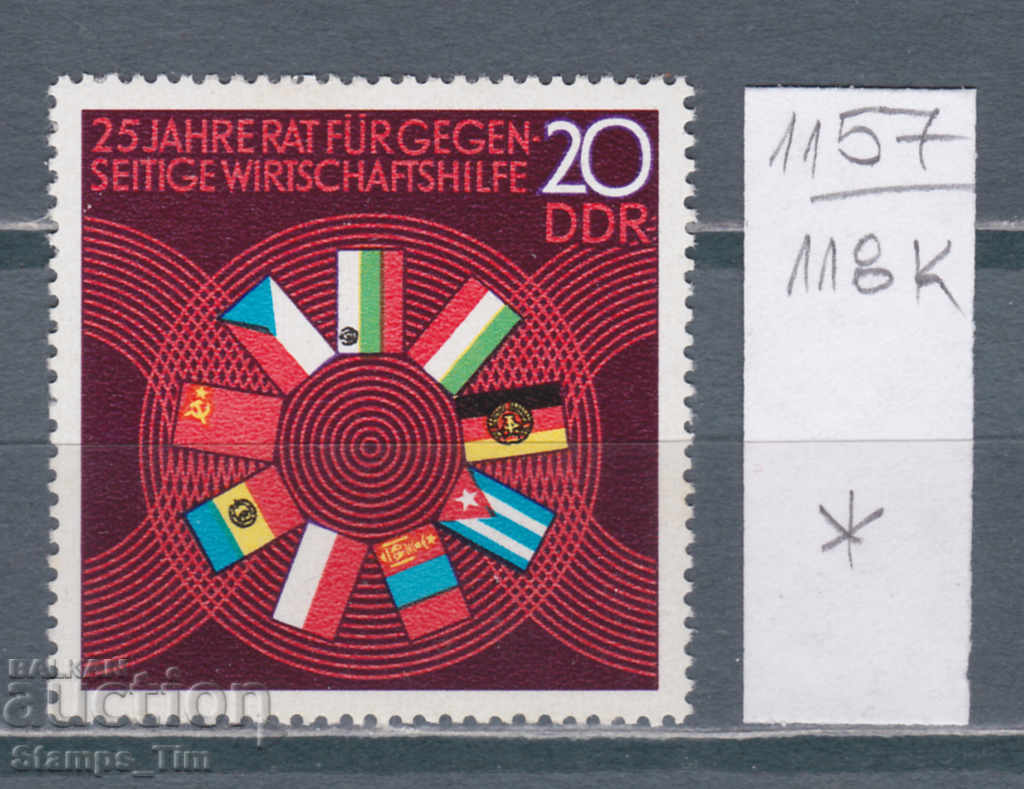 25 JAHRE RAT FÜR GEGEN-
SEITIGE WIRTSCHAFTSHILFE
20
DDR
1157
118K
*
BALKAN
auction
Stamps_Tim